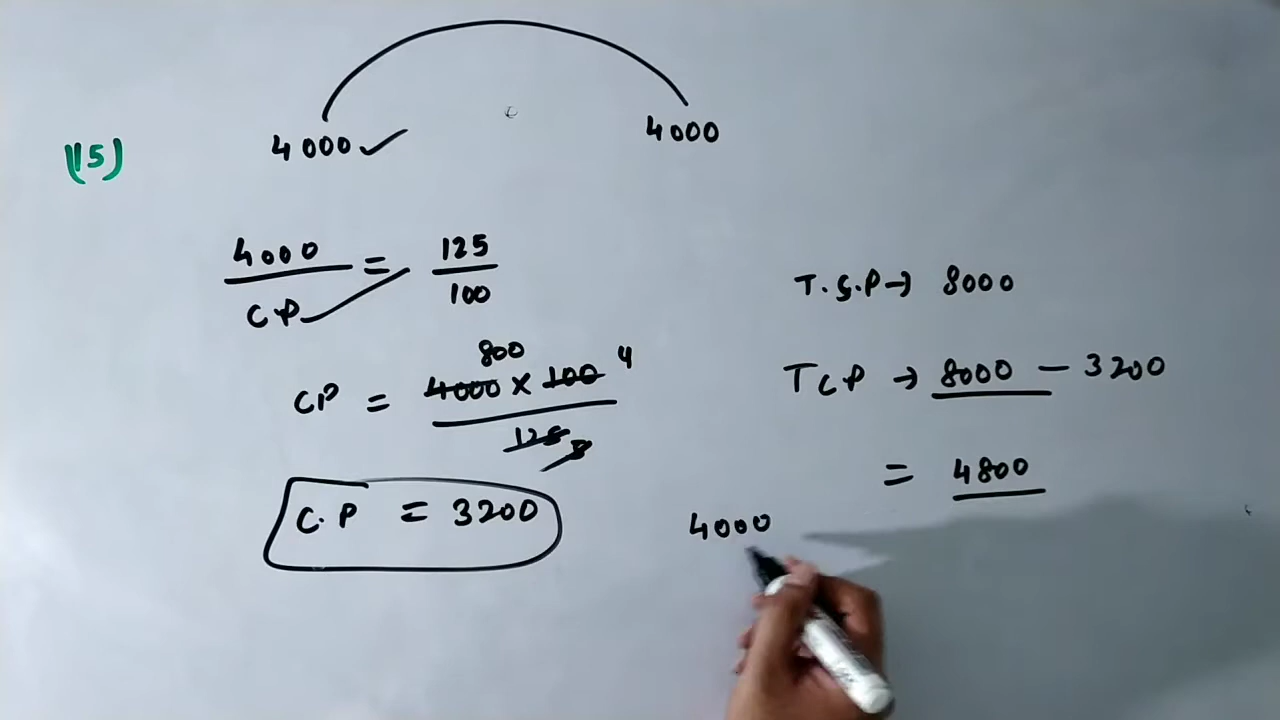 (15)
4000 ✓ 4000
4000 = 125
CP 100
800 4
CP = 4000 × 100
125 5
C.P = 3200
T.S.P → 8000
TCP → 8000 - 3200
= 4800
4000